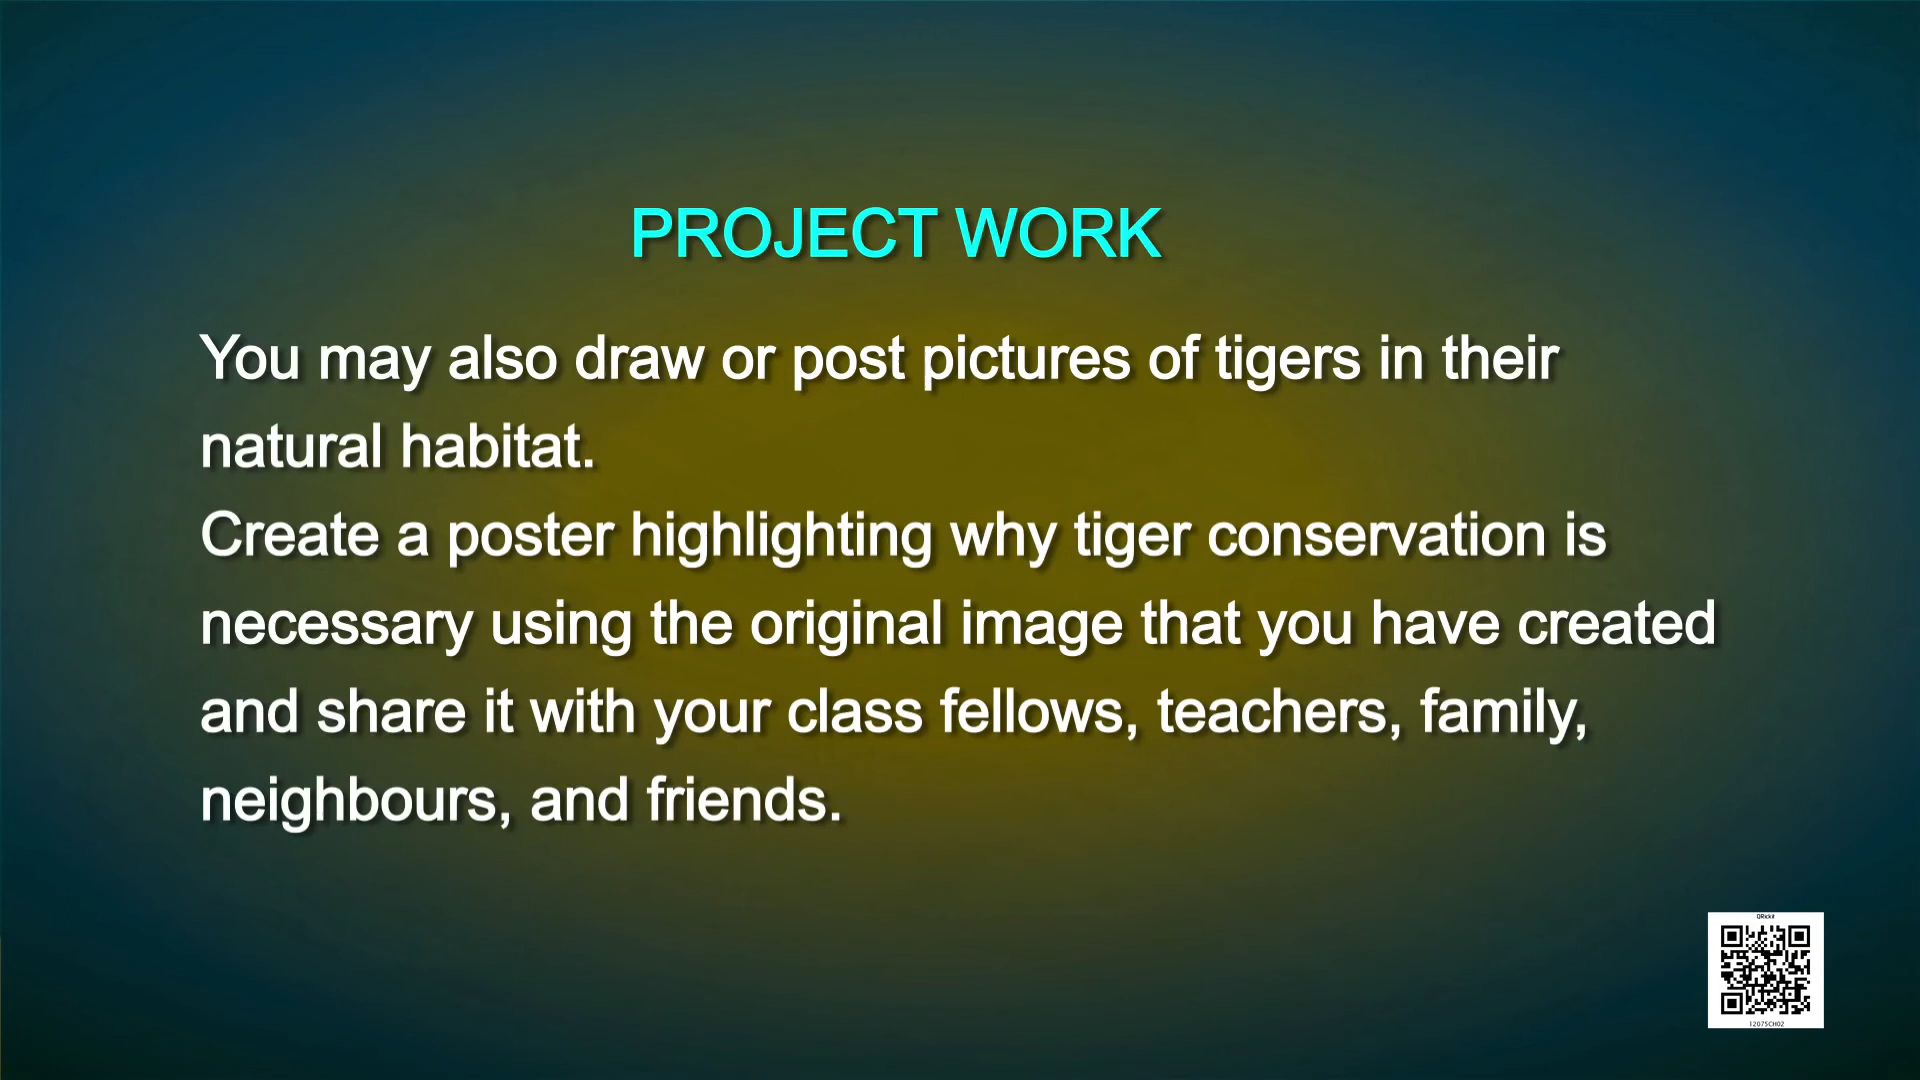 PROJECT WORK
You may also draw or post pictures of tigers in their
natural habitat.
Create a poster highlighting why tiger conservation is
necessary using the original image that you have created
and share it with your class fellows, teachers, family,
neighbours, and friends.
QRickit
12075CH02